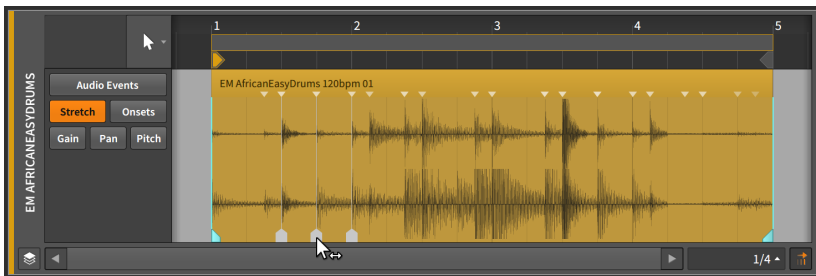 1 2 3 4 5
EM AFRICANEASYDRUMS
EM AfricanEasyDrums 120bpm 01
Audio Events
Stretch Onsets
Gain Pan Pitch
1/4